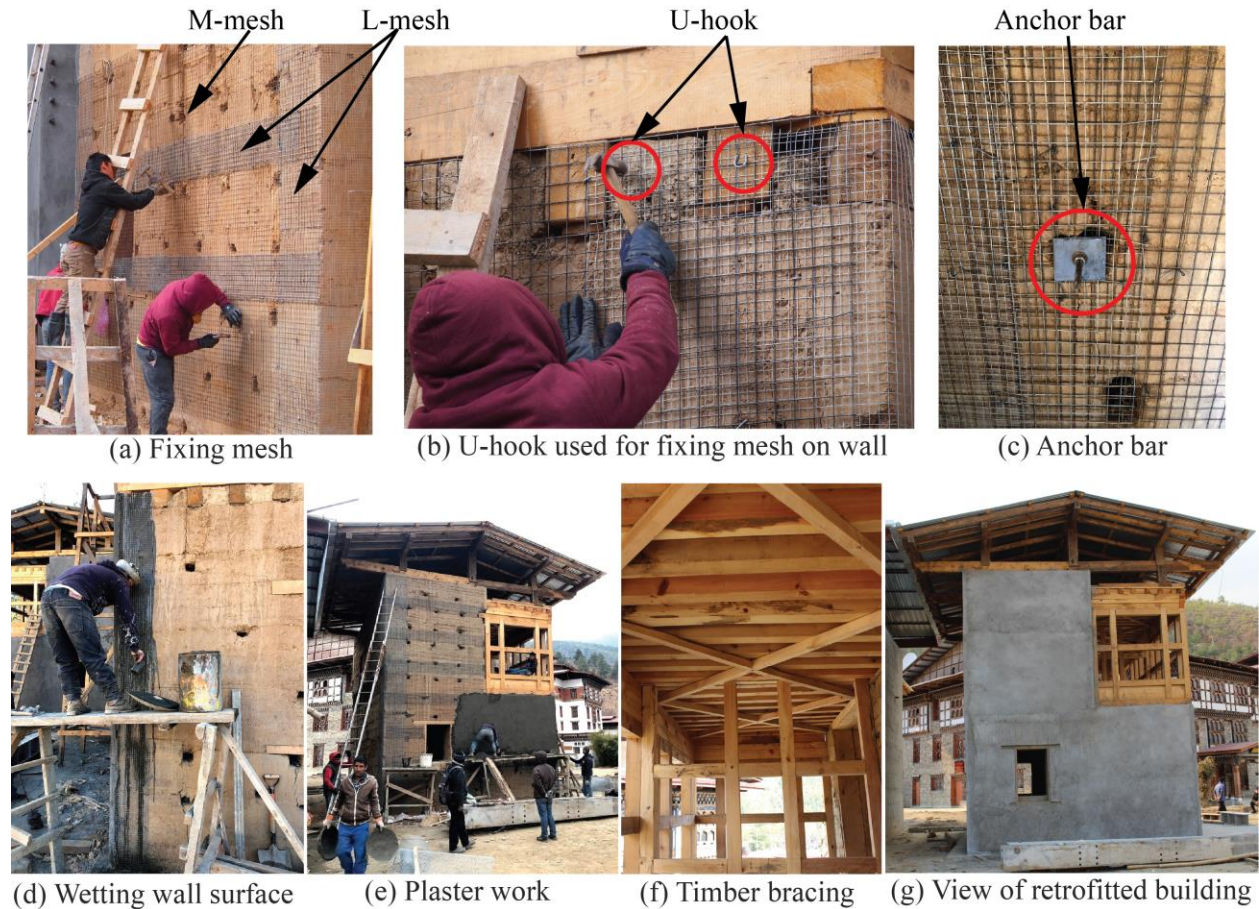 M-mesh
L-mesh
U-hook
Anchor bar
(a) Fixing mesh
(b) U-hook used for fixing mesh on wall
(c) Anchor bar
(d) Wetting wall surface
(e) Plaster work
(f) Timber bracing
(g) View of retrofitted building